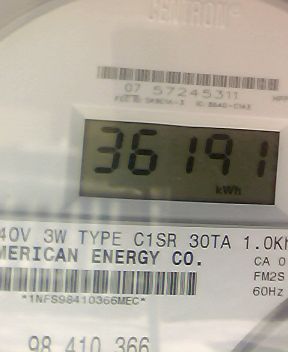 CENTRON®
07 57245311
36191
kWh
40V 3W TYPE C1SR 30TA 1.0Kh
MERICAN ENERGY CO.
CA 0
FM2S
60Hz
*1NFS98410366MEC*
98 410 366